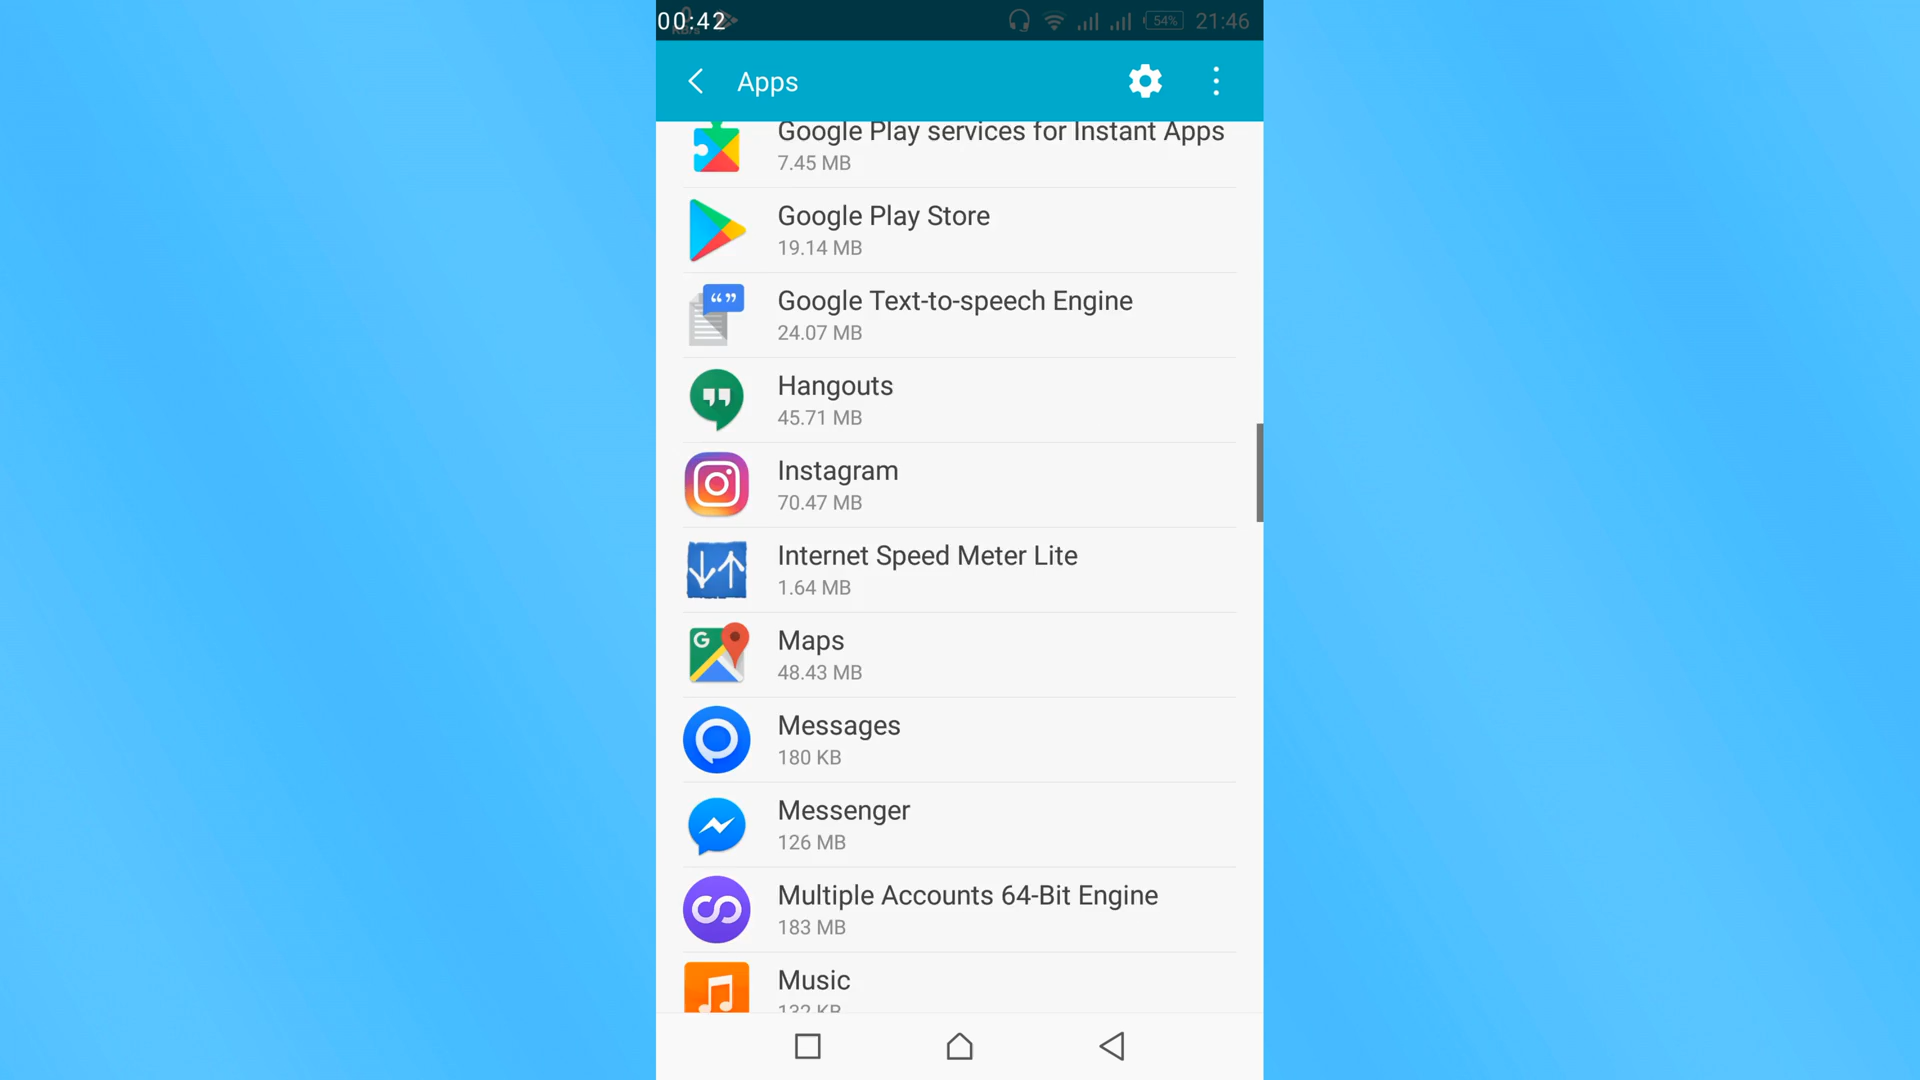 00:42
54% 21:46
Apps
Google Play services for Instant Apps
7.45 MB
Google Play Store
19.14 MB
Google Text-to-speech Engine
24.07 MB
Hangouts
45.71 MB
Instagram
70.47 MB
Internet Speed Meter Lite
1.64 MB
G
Maps
48.43 MB
Messages
180 KB
Messenger
126 MB
Multiple Accounts 64-Bit Engine
183 MB
Music
132 KB